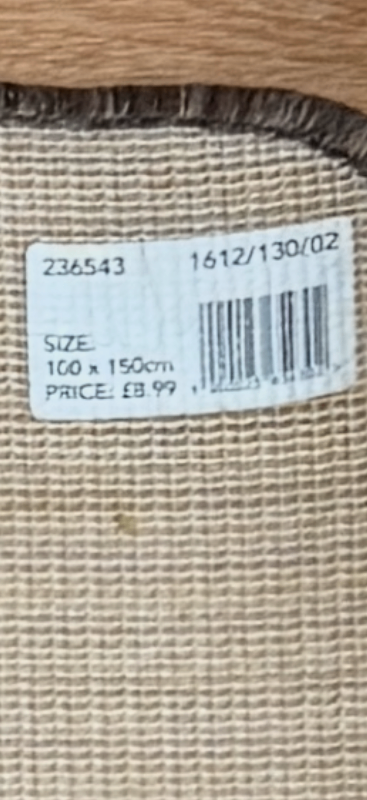 236543 1612/130/02
SIZE:
100 x 150cm
PRICE: £8.99